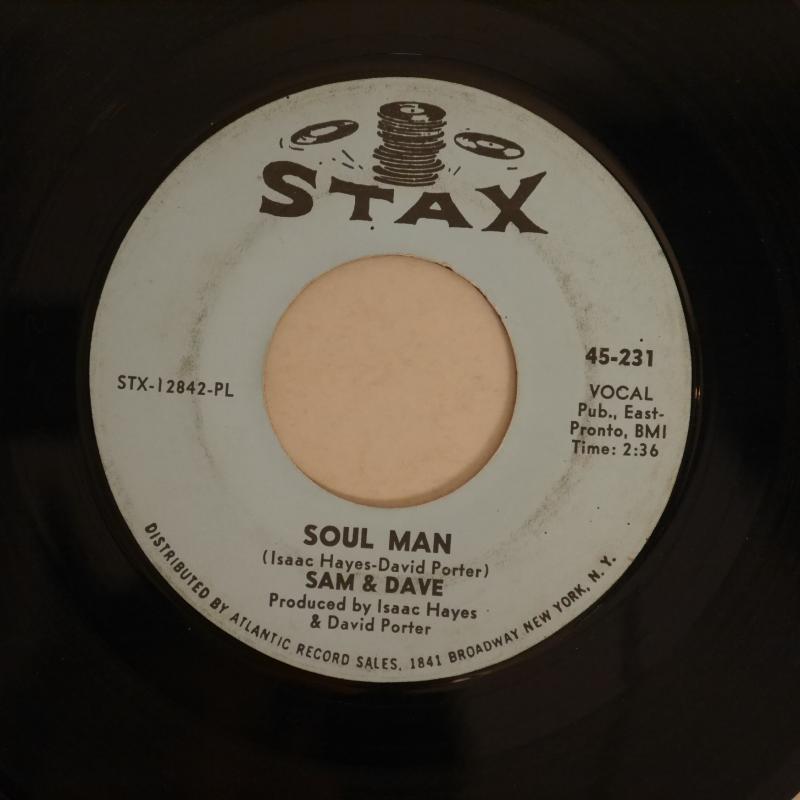 STAX
STX-12842-PL
45-231
VOCAL
Pub., East-
Pronto, BMI
Time: 2:36
SOUL MAN
(Isaac Hayes-David Porter)
SAM & DAVE
Produced by Isaac Hayes
& David Porter
DISTRIBUTED BY ATLANTIC RECORD SALES, 1841 BROADWAY NEW YORK, N. Y.